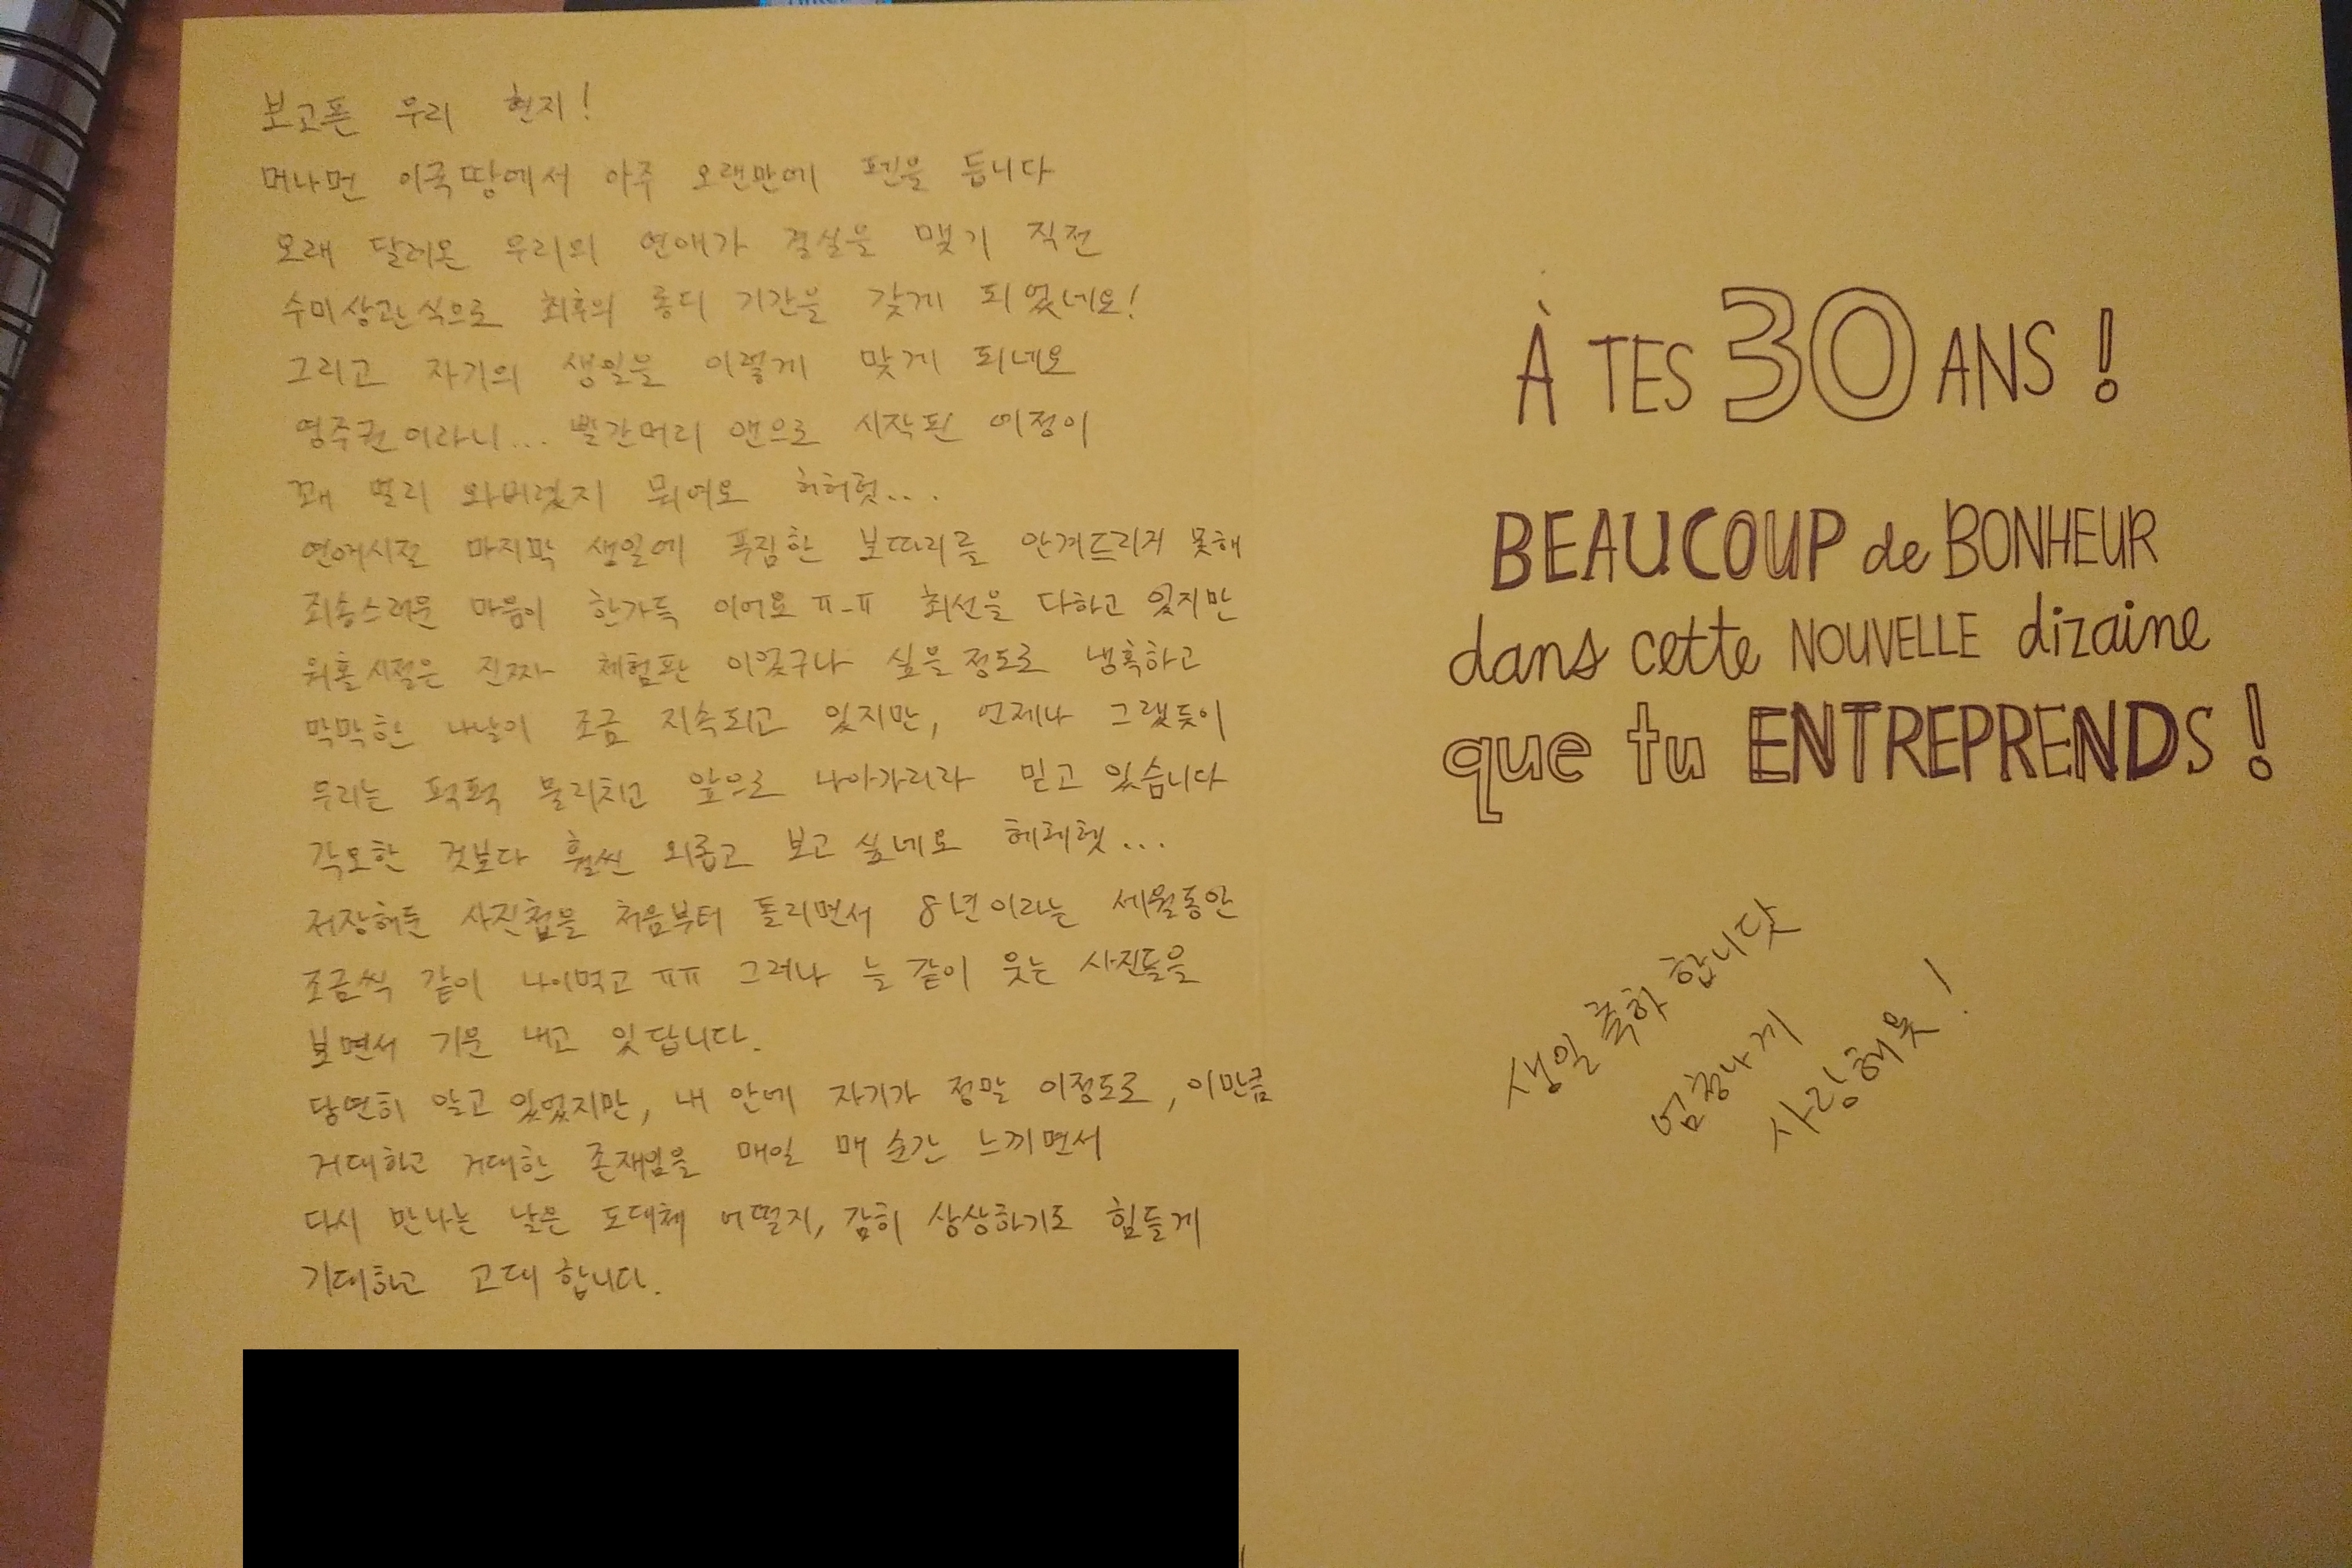 보고픈 우리 현지!
머나먼 이국땅에서 아주 오랜만에 펜을 듭니다
오래 달려온 우리의 연애가 결실을 맺기 직전
수미상관식으로 최후의 롱디 기간을 갖게 되었네요!
그리고 자기의 생일을 이렇게 맞게 되네요
영주권이라니... 빨간머리 앤으로 시작된 여정이
꽤 멀리 와버렸지 뭐에요 허허헛...
연애시절 마지막 생일에 푸짐한 보따리를 안겨드리지 못해
죄송스러운 마음이 한가득 이어요 ㅠ-ㅠ 최선을 다하고 있지만
워홀시절은 진짜 체험판 이었구나 싶을정도로 냉혹하고
막막한 나날이 조금 지속되고 있지만, 언제나 그랬듯이
우리는 퍽퍽 물리치고 앞으로 나아가리라 믿고 있습니다
각오한 것보다 훨씬 외롭고 보고싶네요 헤헤헷...
저장해둔 사진첩을 처음부터 돌리면서 8년이라는 세월동안
조금씩 같이 나이먹고 ㅠㅠ 그러나 늘 같이 웃는 사진들을
보면서 기운 내고 있답니다.
당연히 알고 있었지만, 내 안에 자기가 정말 이정도로, 이만큼
거대하고 거대한 존재임을 매일 매 순간 느끼면서
다시 만나는 날은 도대체 어떨지, 감히 상상하기도 힘들게
기대하고 고대합니다.
À TES 30 ANS !
BEAUCOUP de BONHEUR
dans cette NOUVELLE dizaine
que tu ENTREPRENDS !
생일 축하 합니닷
엄청나게
사랑해욧!